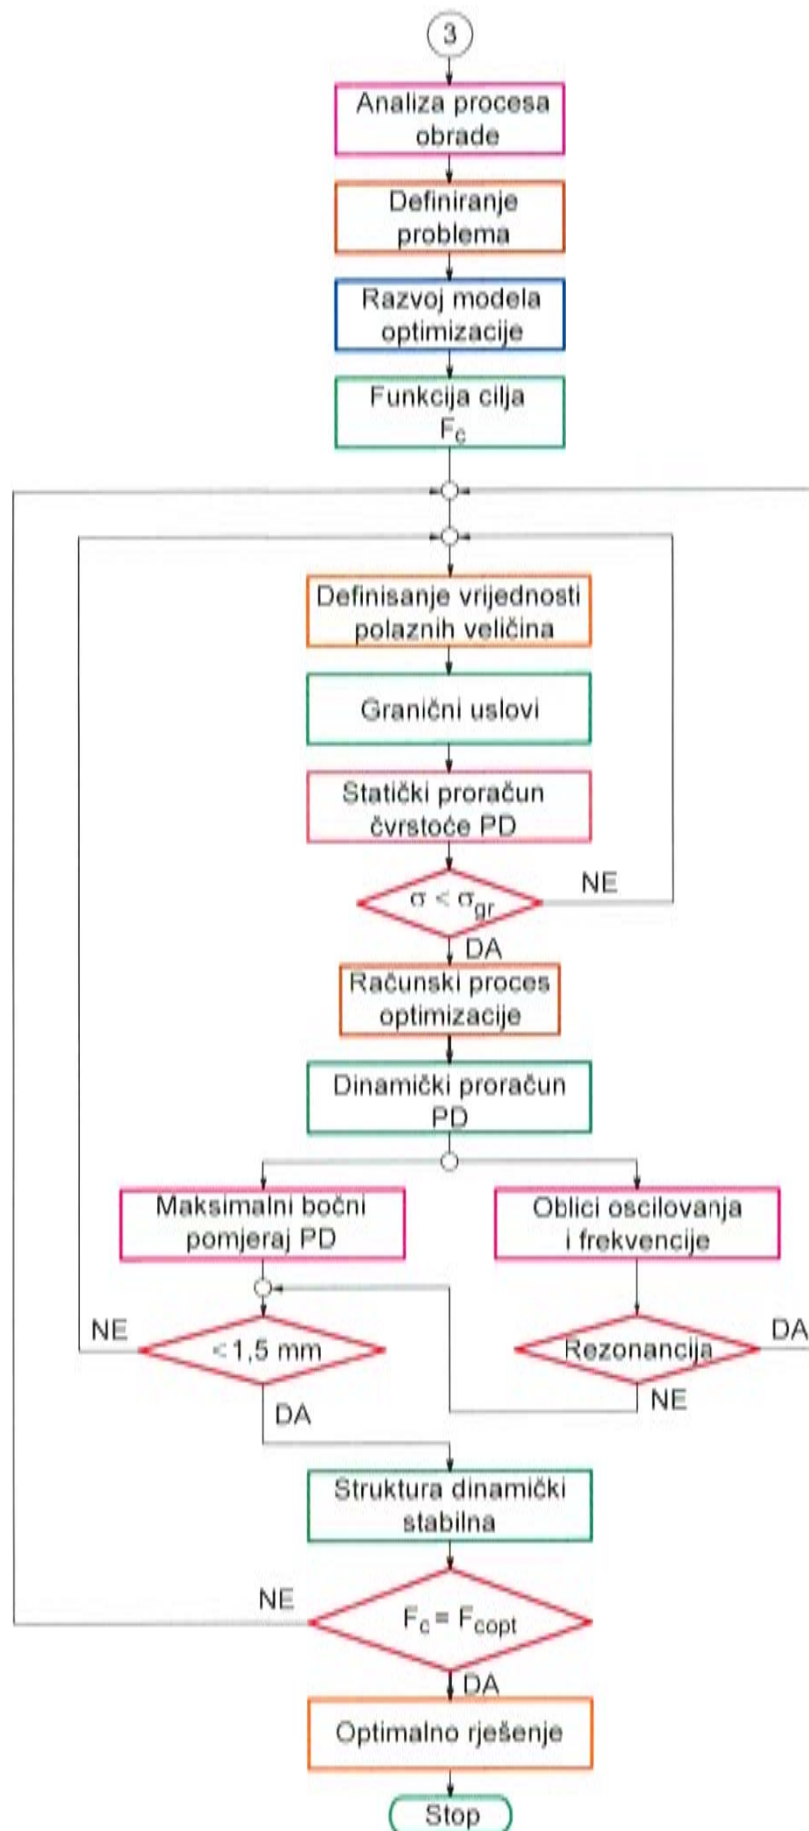 3
Analiza procesa
obrade
Definiranje
problema
Razvoj modela
optimizacije
Funkcija cilja
Fc
Definisanje vrijednosti
polaznih veličina
Granični uslovi
Statički proračun
čvrstoće PD
σ < σgr
NE
DA
Računski proces
optimizacije
Dinamički proračun
PD
Maksimalni bočni
pomjeraj PD
Oblici oscilovanja
i frekvencije
NE
< 1,5 mm
Rezonancija
DA
DA
NE
Struktura dinamički
stabilna
NE
Fc = Fcopt
DA
Optimalno rješenje
Stop